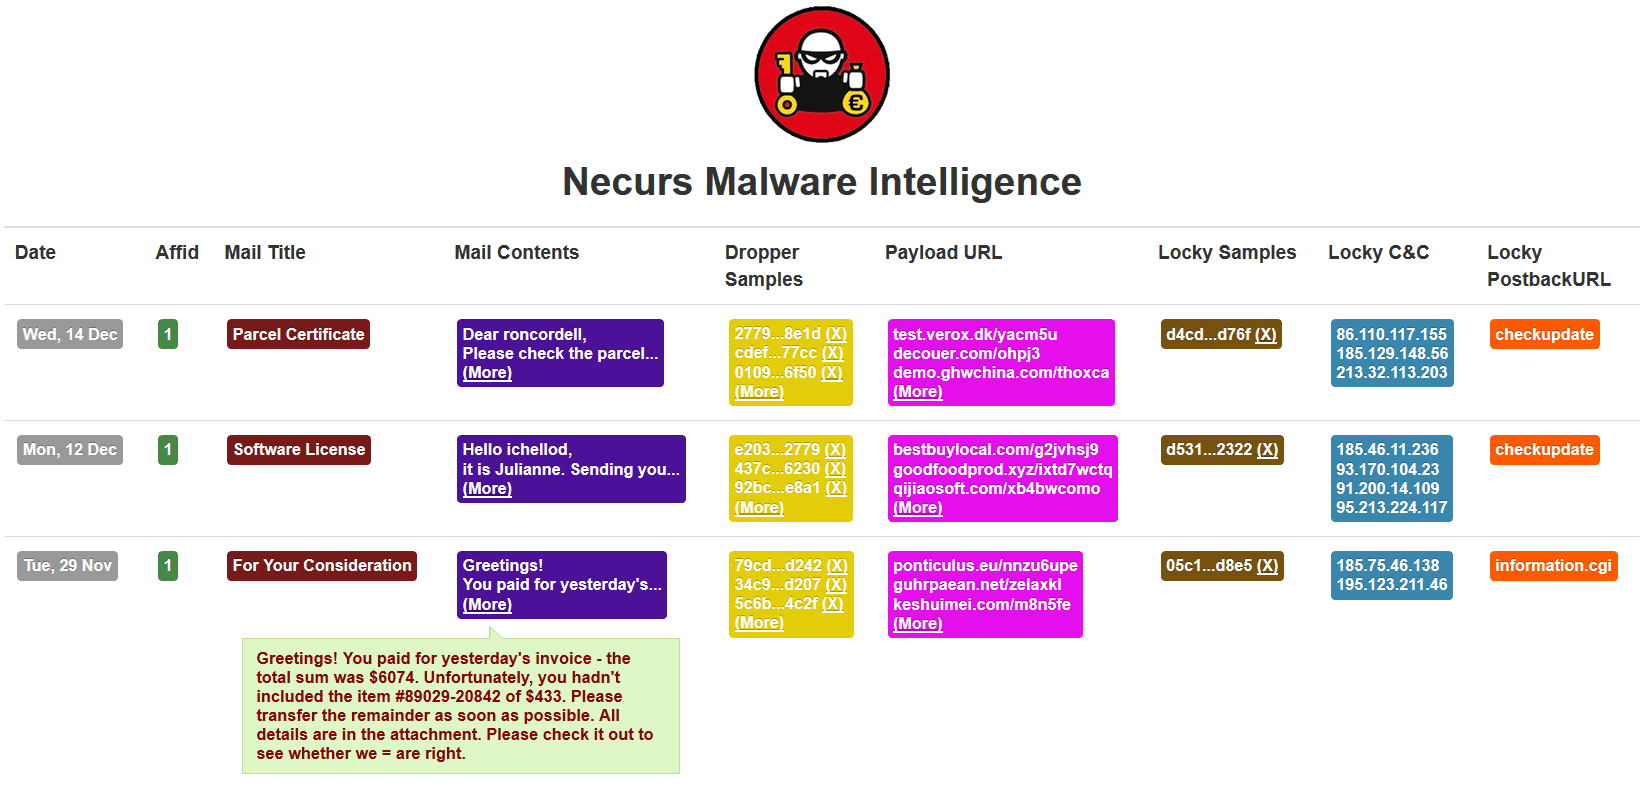 €
Necurs Malware Intelligence
Date Affid Mail Title Mail Contents Dropper Samples Payload URL Locky Samples Locky C&C Locky PostbackURL
Wed, 14 Dec
1
Parcel Certificate
Dear roncordell,
Please check the parcel...
(More)
2779...8e1d (X)
cdef...77cc (X)
0109...6f50 (X)
(More)
test.verox.dk/yacm5u
decouer.com/ohpj3
demo.ghwchina.com/thoxca
(More)
d4cd...d76f (X)
86.110.117.155
185.129.148.56
213.32.113.203
checkupdate
Mon, 12 Dec
1
Software License
Hello ichellod,
it is Julianne. Sending you...
(More)
e203...2779 (X)
437c...6230 (X)
92bc...e8a1 (X)
(More)
bestbuylocal.com/g2jvhsj9
goodfoodprod.xyz/ixtd7wctq
qijiaosoft.com/xb4bwcomo
(More)
d531...2322 (X)
185.46.11.236
93.170.104.23
91.200.14.109
95.213.224.117
checkupdate
Tue, 29 Nov
1
For Your Consideration
Greetings!
You paid for yesterday's...
(More)
79cd...d242 (X)
34c9...d207 (X)
5c6b...4c2f (X)
(More)
ponticulus.eu/nnzu6upe
guhrpaean.net/zelaxkl
keshuimei.com/m8n5fe
(More)
05c1...d8e5 (X)
185.75.46.138
195.123.211.46
information.cgi
Greetings! You paid for yesterday's invoice - the
total sum was $6074. Unfortunately, you hadn't
included the item #89029-20842 of $433. Please
transfer the remainder as soon as possible. All
details are in the attachment. Please check it out to
see whether we = are right.